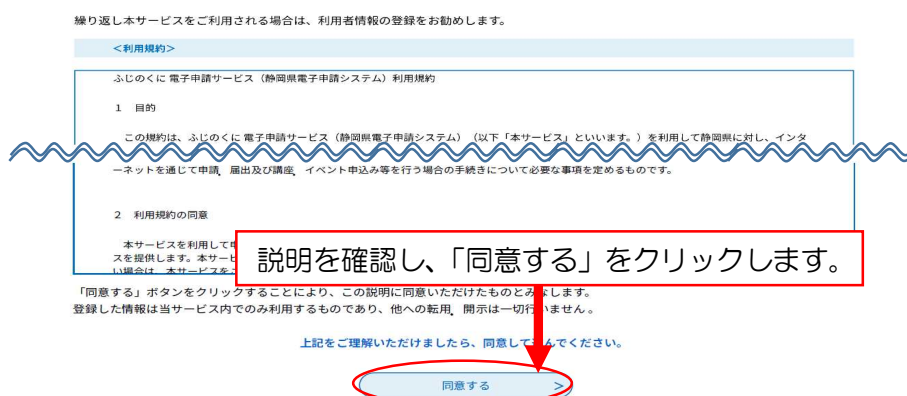 繰り返し本サービスをご利用される場合は、利用者情報の登録をお勧めします。
＜利用規約＞
ふじのくに 電子申請サービス（静岡県電子申請システム）利用規約
１　目的
この規約は、ふじのくに 電子申請サービス（静岡県電子申請システム）（以下「本サービス」といいます。）を利用して静岡県に対し、インタ
ーネットを通じて申請、届出及び講座、イベント申込み等を行う場合の手続きについて必要な事項を定めるものです。
２　利用規約の同意
本サービスを利用して
スを提供します。本サービ
い場合は、本サービスをご
説明を確認し、「同意する」をクリックします。
「同意する」ボタンをクリックすることにより、この説明に同意いただけたものとみなします。
登録した情報は当サービス内でのみ利用するものであり、他への転用、開示は一切行いません。
上記をご理解いただけましたら、同意して進んでください。
同意する　＞